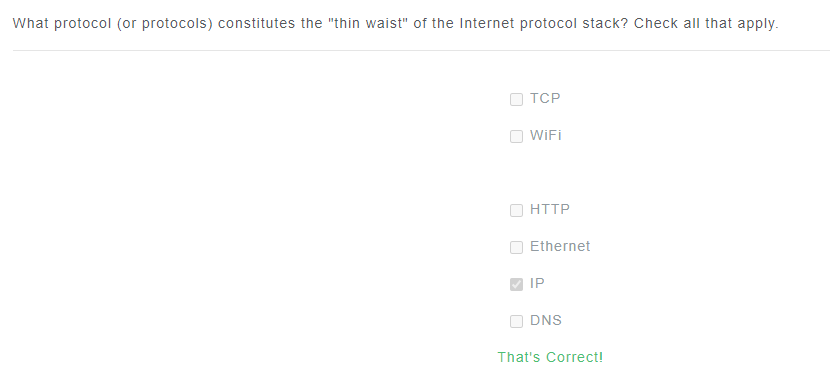 What protocol (or protocols) constitutes the "thin waist" of the Internet protocol stack? Check all that apply.
TCP
WiFi
HTTP
Ethernet
IP
DNS
That's Correct!